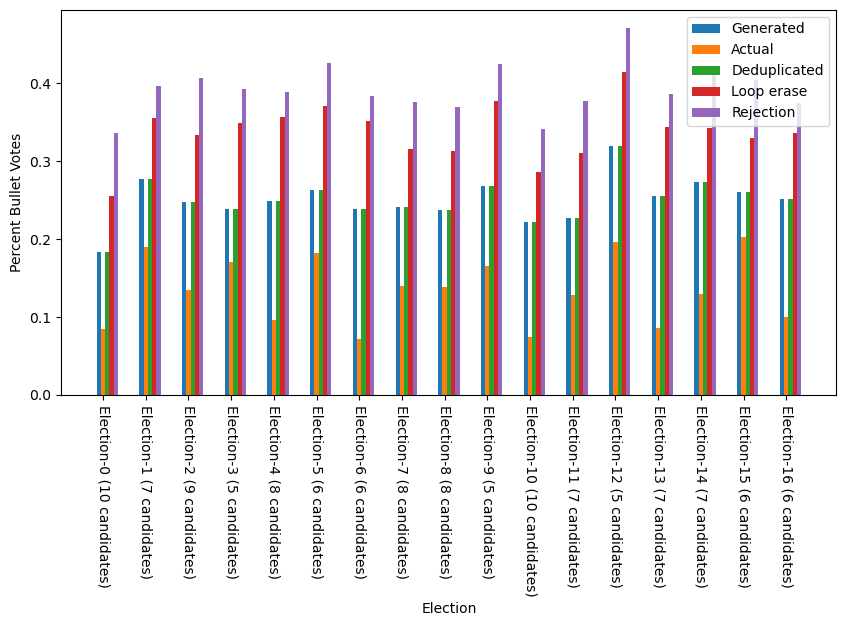 Generated
Actual
Deduplicated
Loop erase
Rejection
Percent Bullet Votes
0.4
0.3
0.2
0.1
0.0
Election-0 (10 candidates)
Election-1 (7 candidates)
Election-2 (9 candidates)
Election-3 (5 candidates)
Election-4 (8 candidates)
Election-5 (6 candidates)
Election-6 (6 candidates)
Election-7 (8 candidates)
Election-8 (8 candidates)
Election-9 (5 candidates)
Election-10 (10 candidates)
Election-11 (7 candidates)
Election-12 (5 candidates)
Election-13 (7 candidates)
Election-14 (7 candidates)
Election-15 (6 candidates)
Election-16 (6 candidates)
Election